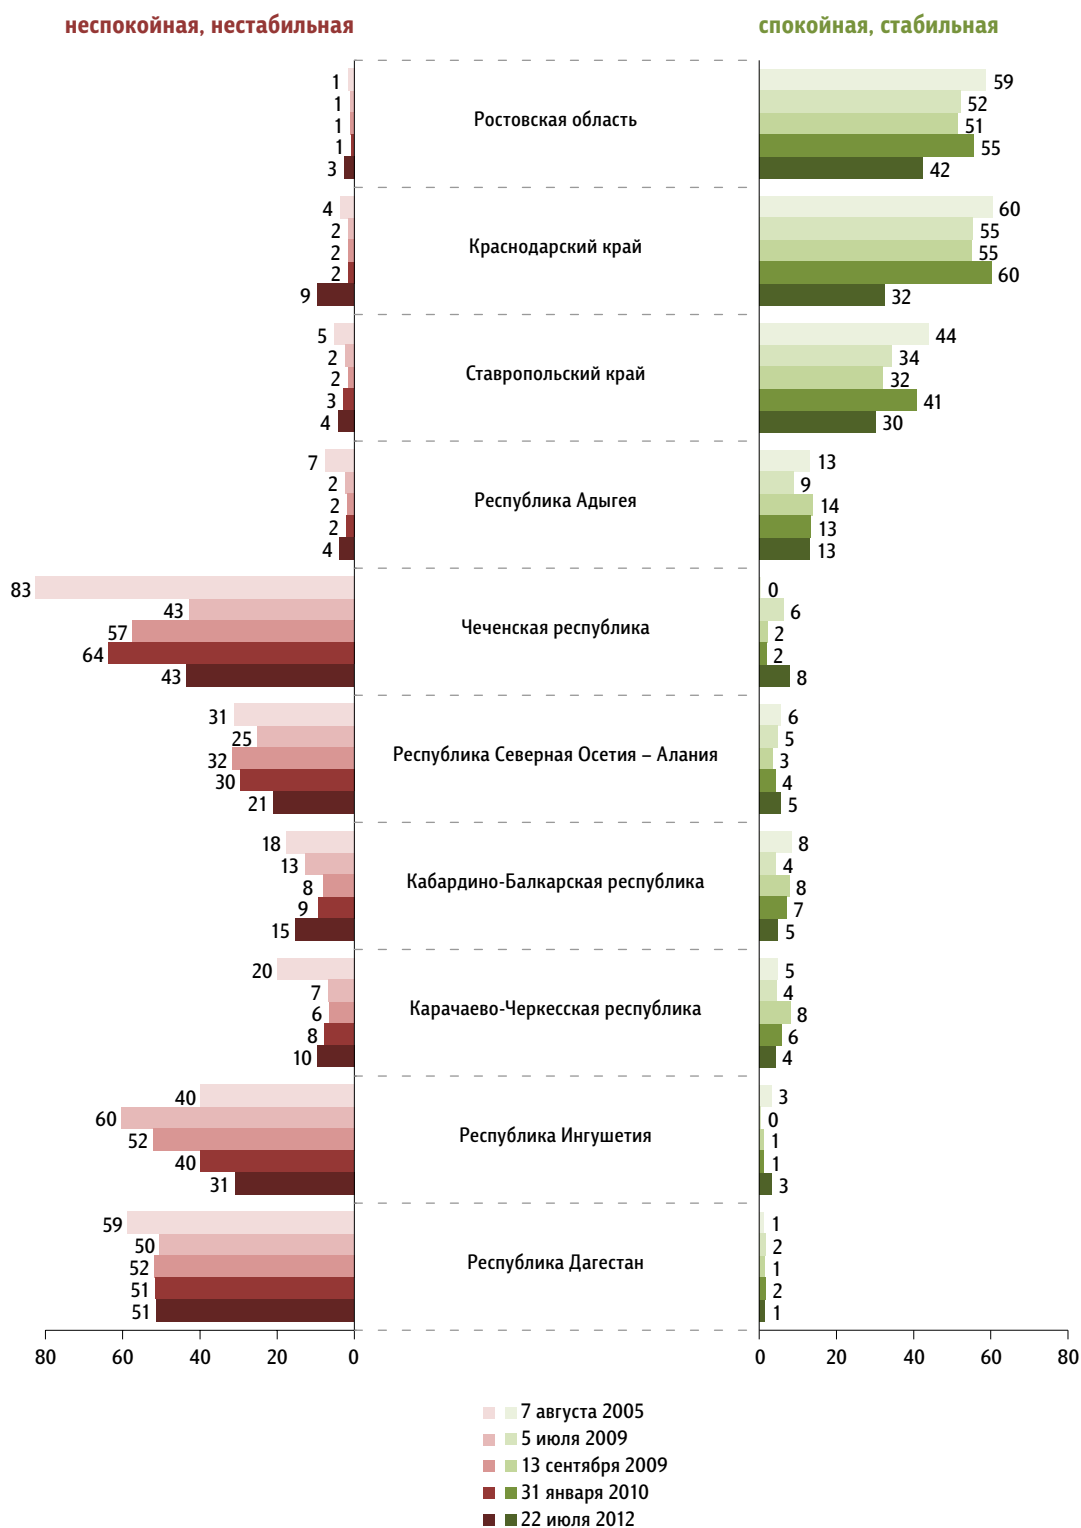 неспокойная, нестабильная спокойная, стабильная
1 59
1 52
1 Ростовская область 51
1 55
3 42
4 60
2 55
2 Краснодарский край 55
2 60
9 32
5 44
2 34
2 Ставропольский край 32
3 41
4 30
7 13
2 9
2 Республика Адыгея 14
2 13
4 13
83 0
43 6
57 Чеченская республика 2
64 2
43 8
31 6
25 5
32 Республика Северная Осетия – Алания 3
30 4
21 5
18 8
13 4
8 Кабардино-Балкарская республика 8
9 7
15 5
20 5
7 4
6 Карачаево-Черкесская республика 8
8 6
10 4
40 3
60 0
52 Республика Ингушетия 1
40 1
31 3
59 1
50 2
52 Республика Дагестан 1
51 2
51 1
80 60 40 20 0 0 20 40 60 80
7 августа 2005
5 июля 2009
13 сентября 2009
31 января 2010
22 июля 2012